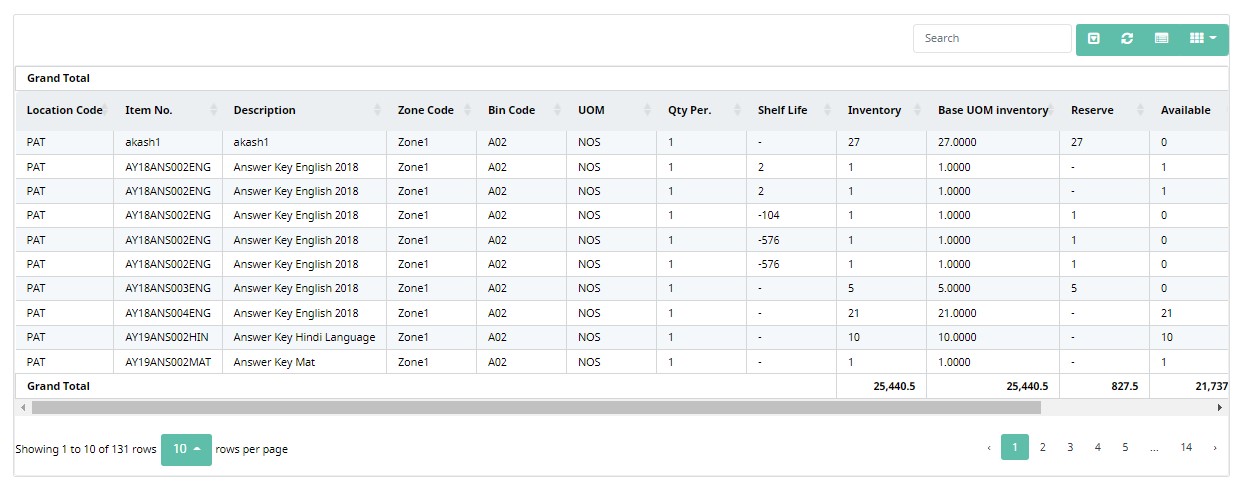 Search
Grand Total
Location Code Item No. Description Zone Code Bin Code UOM Qty Per. Shelf Life Inventory Base UOM inventory Reserve Available
PAT akash1 akash1 Zone1 A02 NOS 1 - 27 27.0000 27 0
PAT AY18ANS002ENG Answer Key English 2018 Zone1 A02 NOS 1 2 1 1.0000 - 1
PAT AY18ANS002ENG Answer Key English 2018 Zone1 A02 NOS 1 2 1 1.0000 - 1
PAT AY18ANS002ENG Answer Key English 2018 Zone1 A02 NOS 1 -104 1 1.0000 1 0
PAT AY18ANS002ENG Answer Key English 2018 Zone1 A02 NOS 1 -576 1 1.0000 1 0
PAT AY18ANS002ENG Answer Key English 2018 Zone1 A02 NOS 1 -576 1 1.0000 1 0
PAT AY18ANS003ENG Answer Key English 2018 Zone1 A02 NOS 1 - 5 5.0000 5 0
PAT AY18ANS004ENG Answer Key English 2018 Zone1 A02 NOS 1 - 21 21.0000 - 21
PAT AY19ANS002HIN Answer Key Hindi Language Zone1 A02 NOS 1 - 10 10.0000 - 10
PAT AY19ANS002MAT Answer Key Mat Zone1 A02 NOS 1 - 1 1.0000 - 1
Grand Total 25,440.5 25,440.5 827.5 21,737
Showing 1 to 10 of 131 rows 10 rows per page ‹ 1 2 3 4 5 ... 14 ›